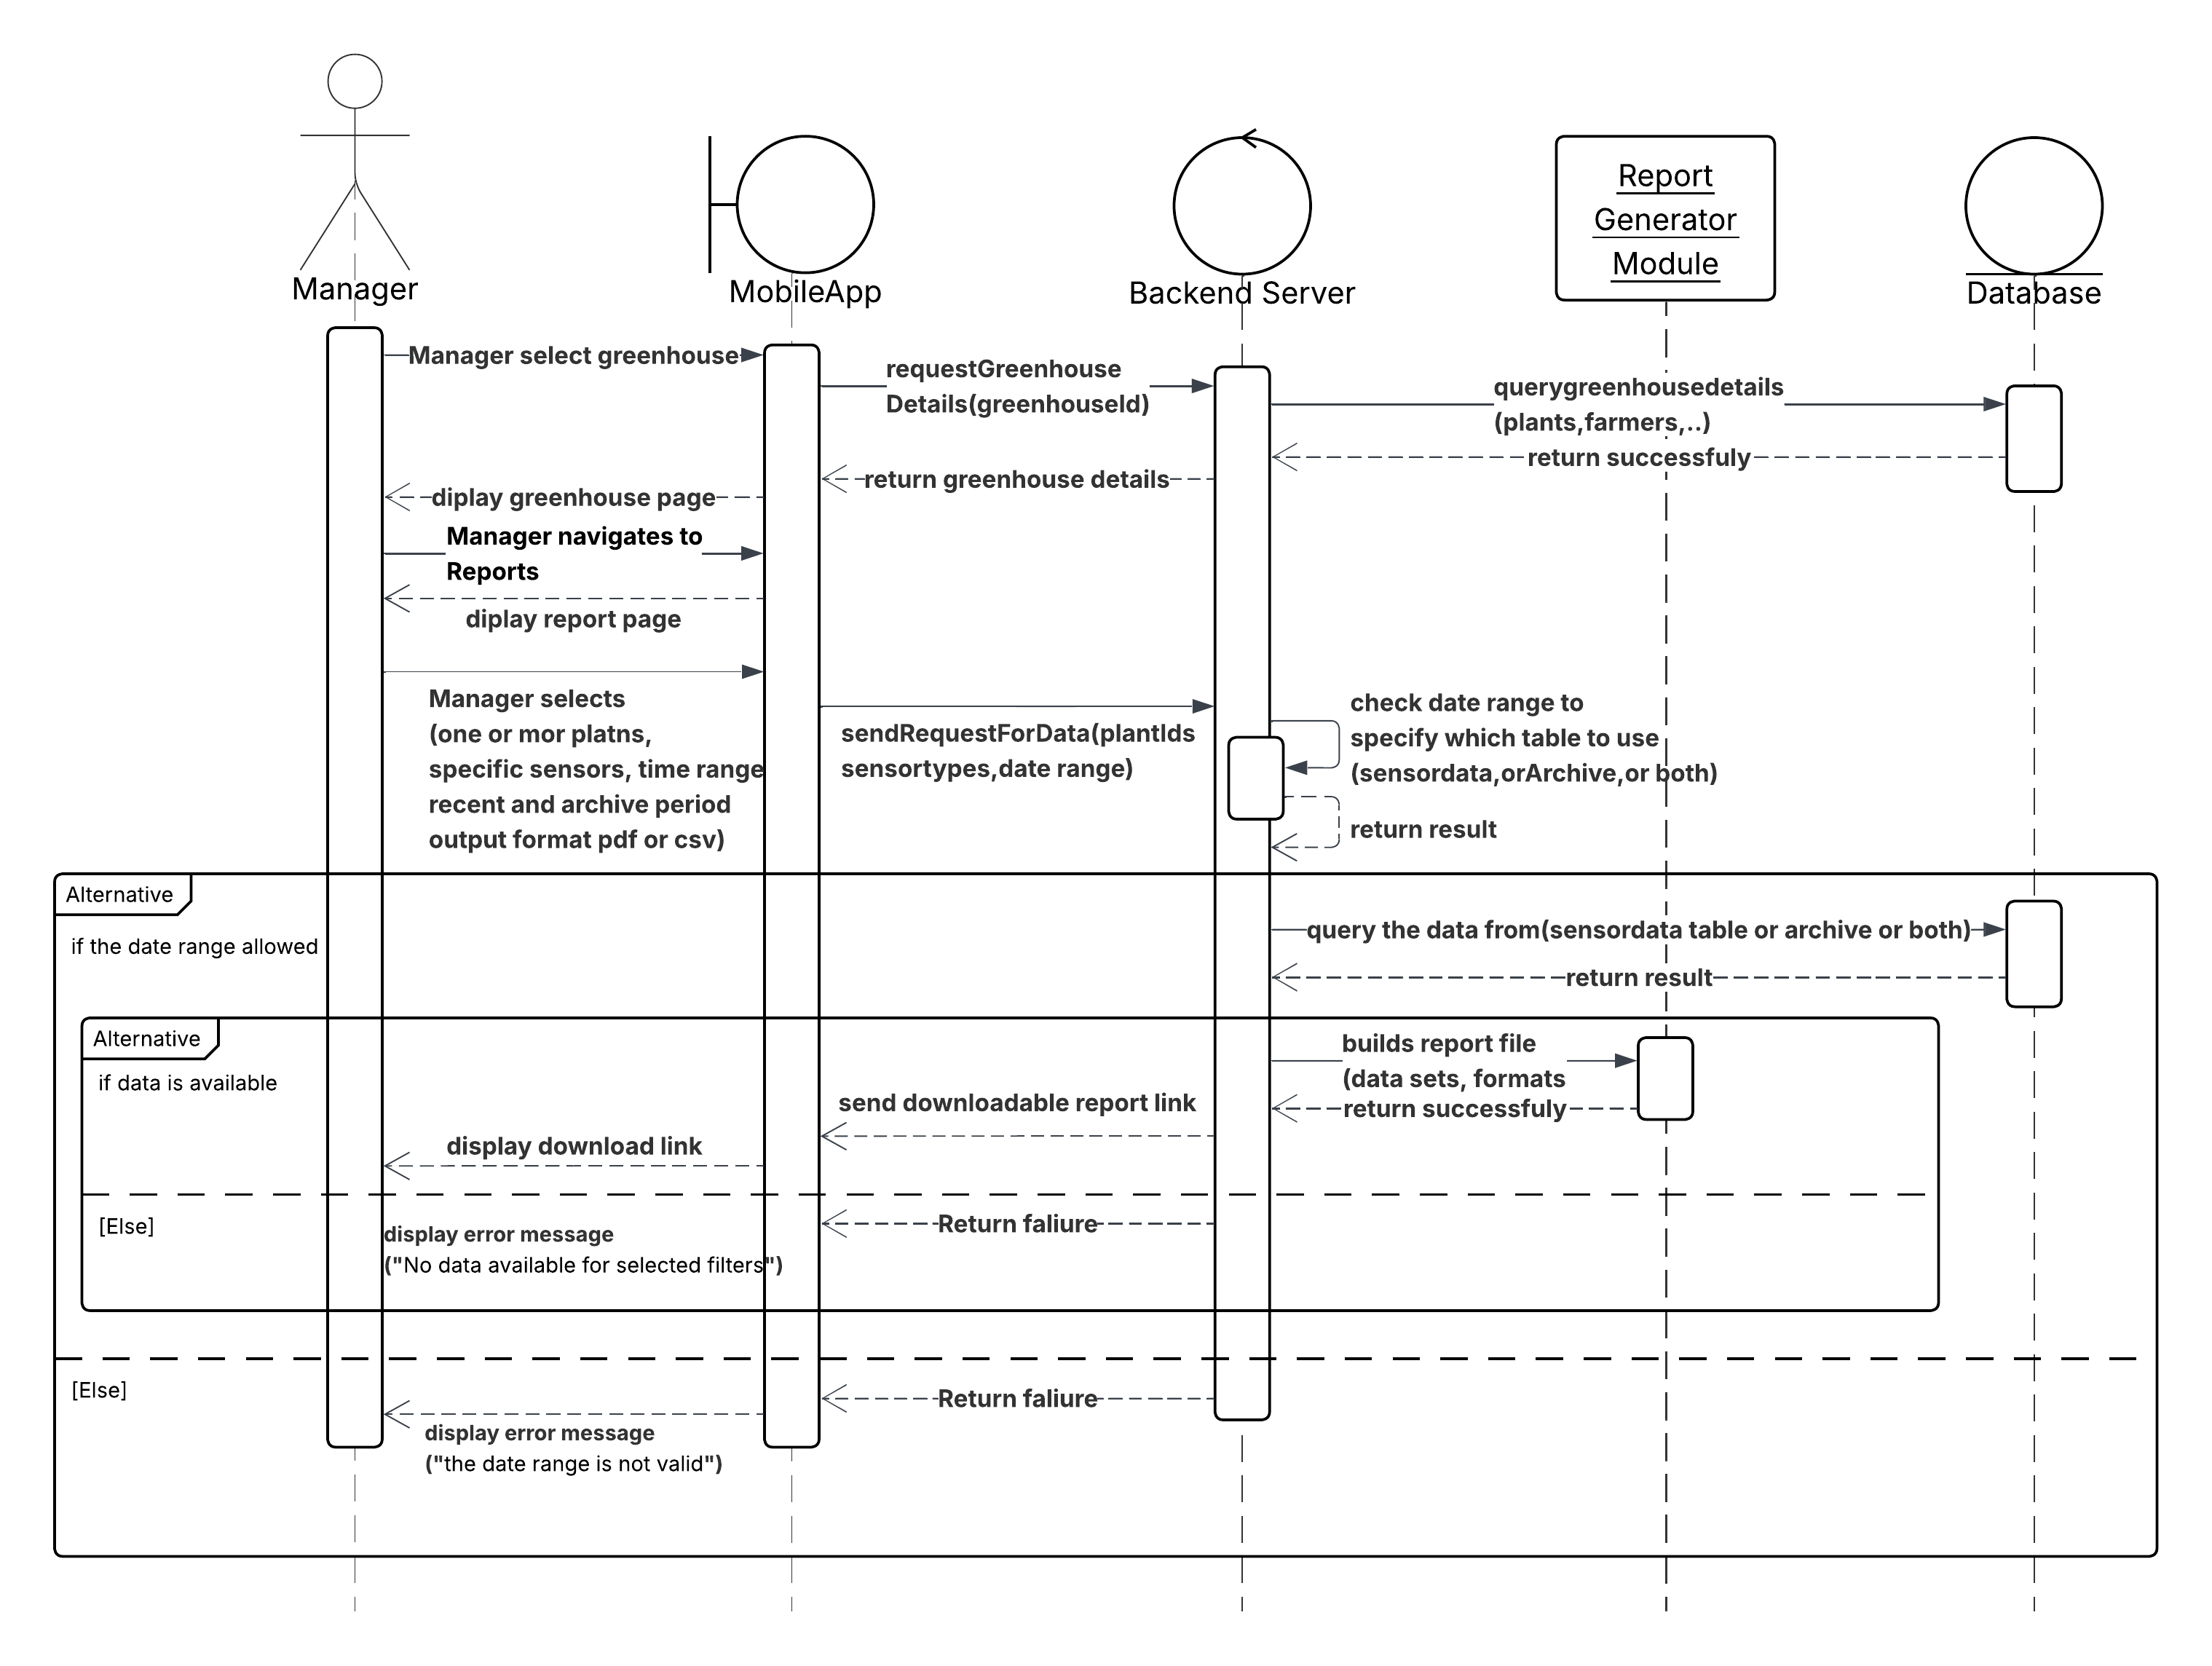 Manager
MobileApp
Backend Server
Report
Generator
Module
Database
Manager select greenhouse
requestGreenhouse
Details(greenhouseId)
querygreenhousedetails
(plants,farmers,..)
return successfuly
return greenhouse details
diplay greenhouse page
Manager navigates to
Reports
diplay report page
Manager selects
(one or mor platns,
specific sensors, time range
recent and archive period
output format pdf or csv)
sendRequestForData(plantIds
sensortypes,date range)
check date range to
specify which table to use
(sensordata,orArchive,or both)
return result
Alternative
if the date range allowed
query the data from(sensordata table or archive or both)
return result
Alternative
if data is available
builds report file
(data sets, formats
return successfuly
send downloadable report link
display download link
[Else]
Return faliure
display error message
("No data available for selected filters")
[Else]
Return faliure
display error message
("the date range is not valid")